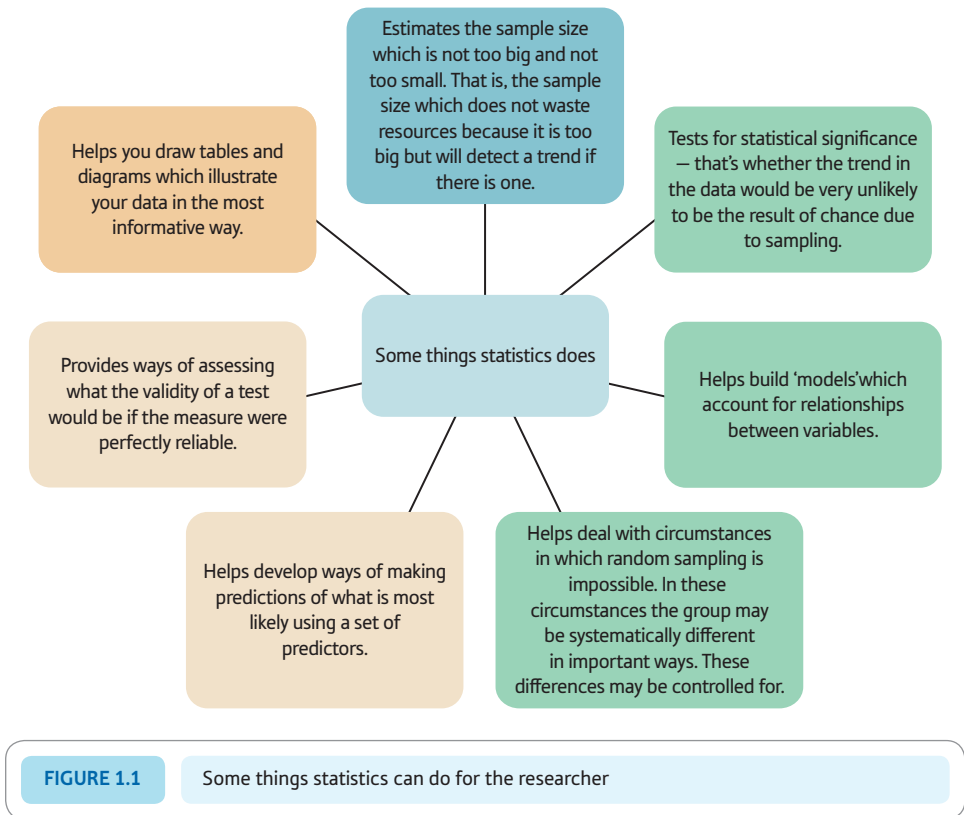 Estimates the sample size
which is not too big and not
too small. That is, the sample
size which does not waste
resources because it is too
big but will detect a trend if
there is one.
Helps you draw tables and
diagrams which illustrate
your data in the most
informative way.
Tests for statistical significance
– that's whether the trend in
the data would be very unlikely
to be the result of chance due
to sampling.
Some things statistics does
Provides ways of assessing
what the validity of a test
would be if the measure were
perfectly reliable.
Helps build ‘models’which
account for relationships
between variables.
Helps develop ways of making
predictions of what is most
likely using a set of
predictors.
Helps deal with circumstances
in which random sampling is
impossible. In these
circumstances the group may
be systematically different
in important ways. These
differences may be controlled for.
FIGURE 1.1
Some things statistics can do for the researcher